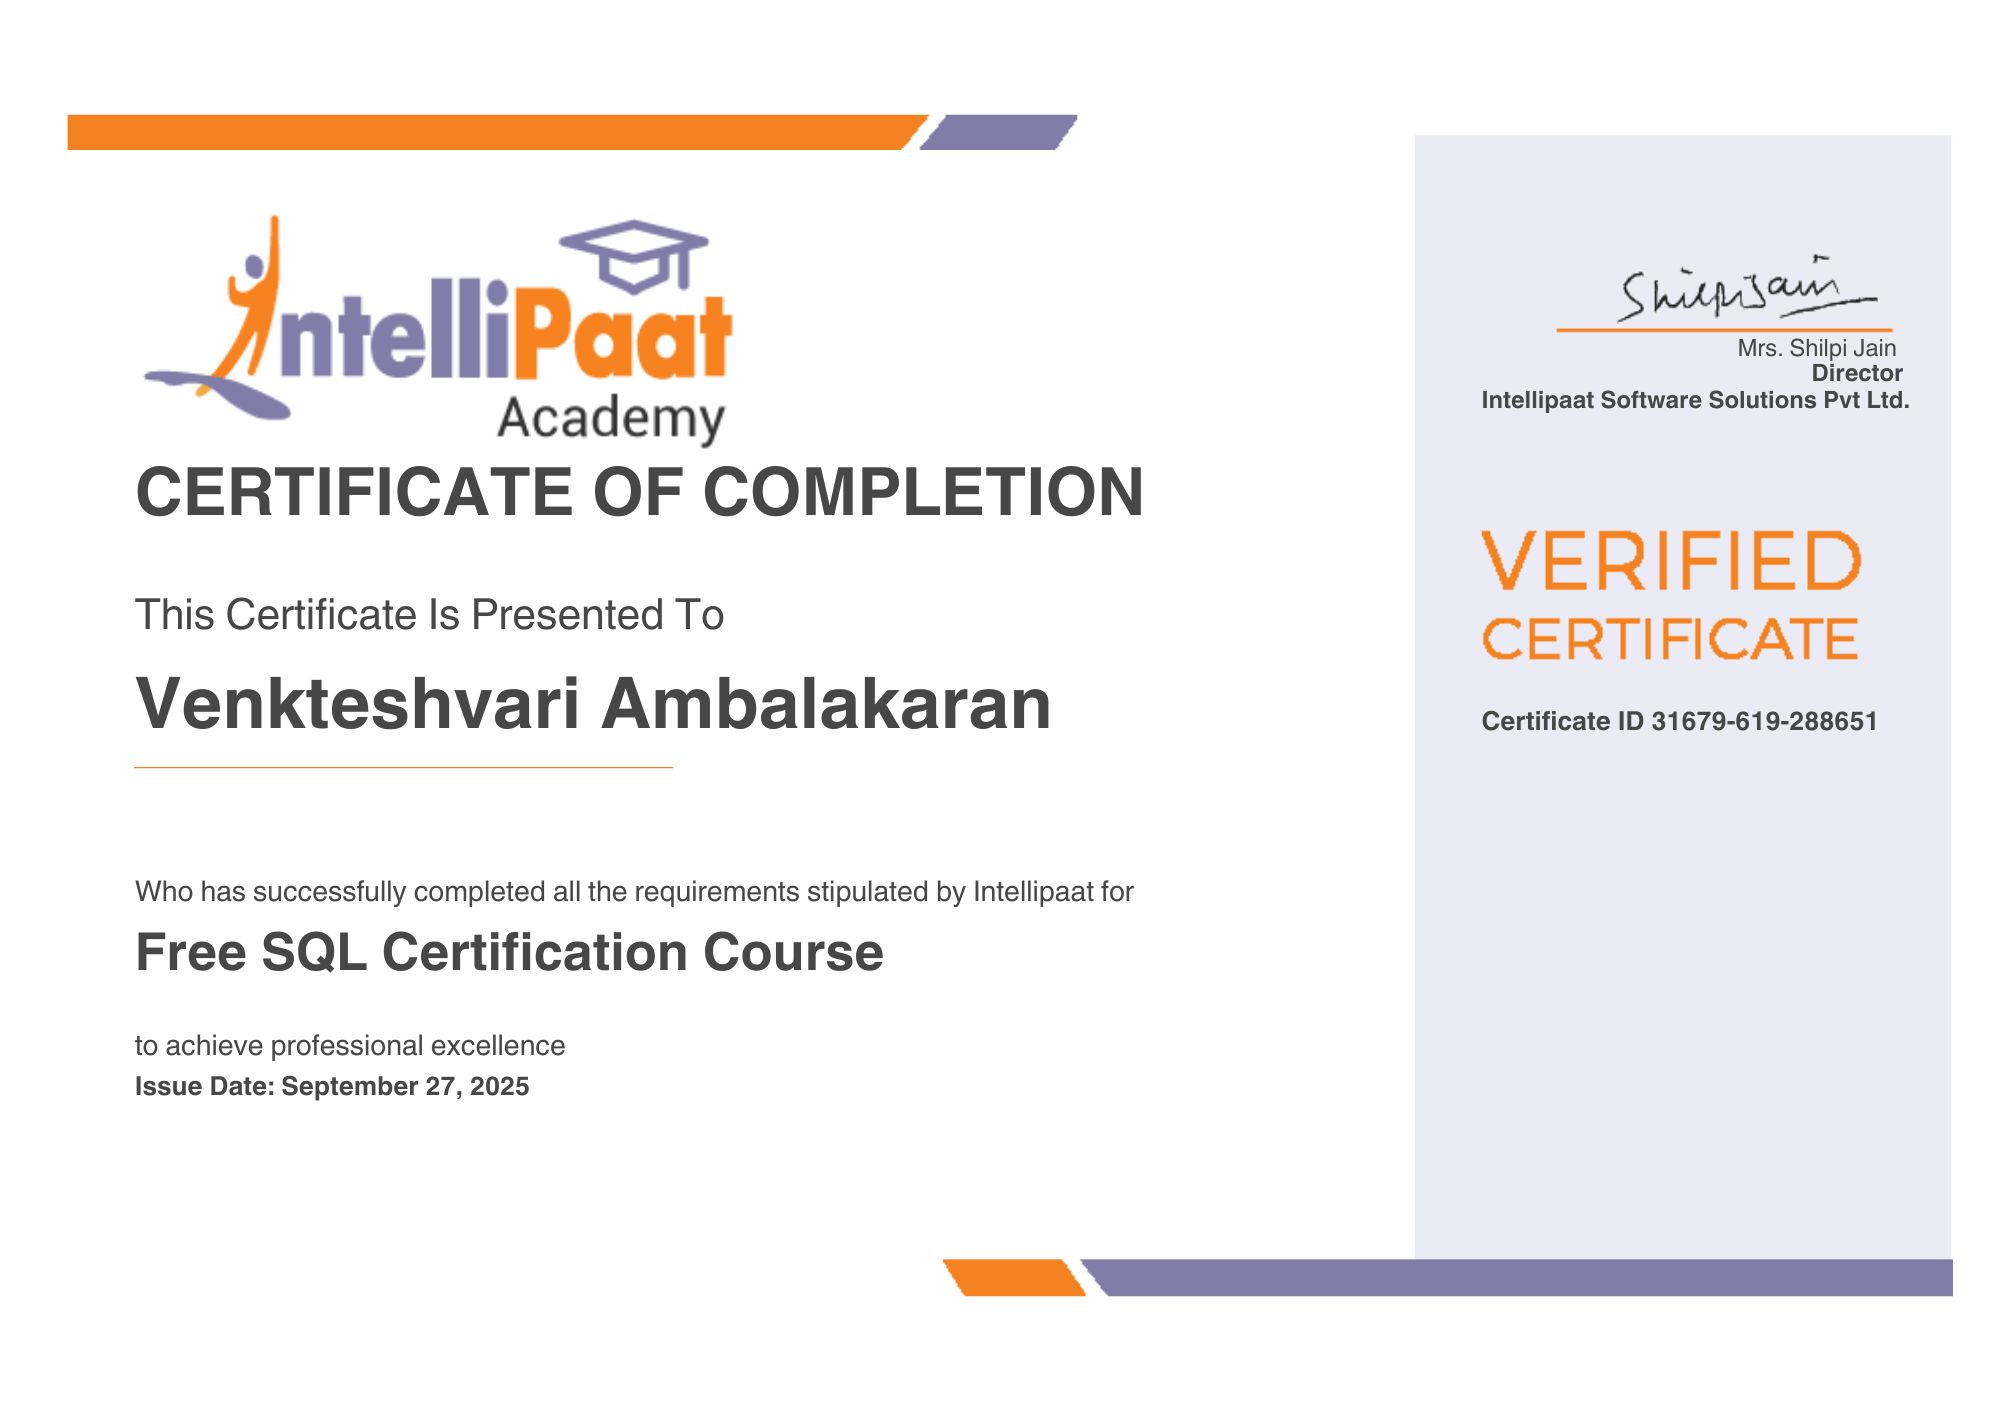 IntelliPaat
Academy
CERTIFICATE OF COMPLETION
This Certificate Is Presented To
Venkteshvari Ambalakaran
Who has successfully completed all the requirements stipulated by Intellipaat for
Free SQL Certification Course
to achieve professional excellence
Issue Date: September 27, 2025
Shilpi Jain
Mrs. Shilpi Jain
Director
Intellipaat Software Solutions Pvt Ltd.
VERIFIED
CERTIFICATE
Certificate ID 31679-619-288651